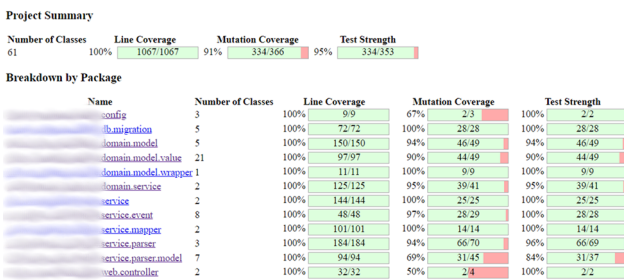 Project Summary
Number of Classes Line Coverage Mutation Coverage Test Strength
61 100% 1067/1067 91% 334/366 95% 334/353
Breakdown by Package
Name Number of Classes Line Coverage Mutation Coverage Test Strength
config 3 100% 9/9 67% 2/3 100% 2/2
db.migration 5 100% 72/72 100% 28/28 100% 28/28
domain.model 5 100% 150/150 94% 46/49 94% 46/49
domain.model.value 21 100% 97/97 90% 44/49 90% 44/49
domain.model.wrapper 1 100% 11/11 100% 9/9 100% 9/9
domain.service 2 100% 125/125 95% 39/41 95% 39/41
service 2 100% 144/144 100% 25/25 100% 25/25
service.event 8 100% 48/48 97% 28/29 100% 28/28
service.mapper 2 100% 101/101 100% 14/14 100% 14/14
service.parser 3 100% 184/184 94% 66/70 96% 66/69
service.parser.model 7 100% 94/94 69% 31/45 84% 31/37
web.controller 2 100% 32/32 50% 2/4 100% 2/2